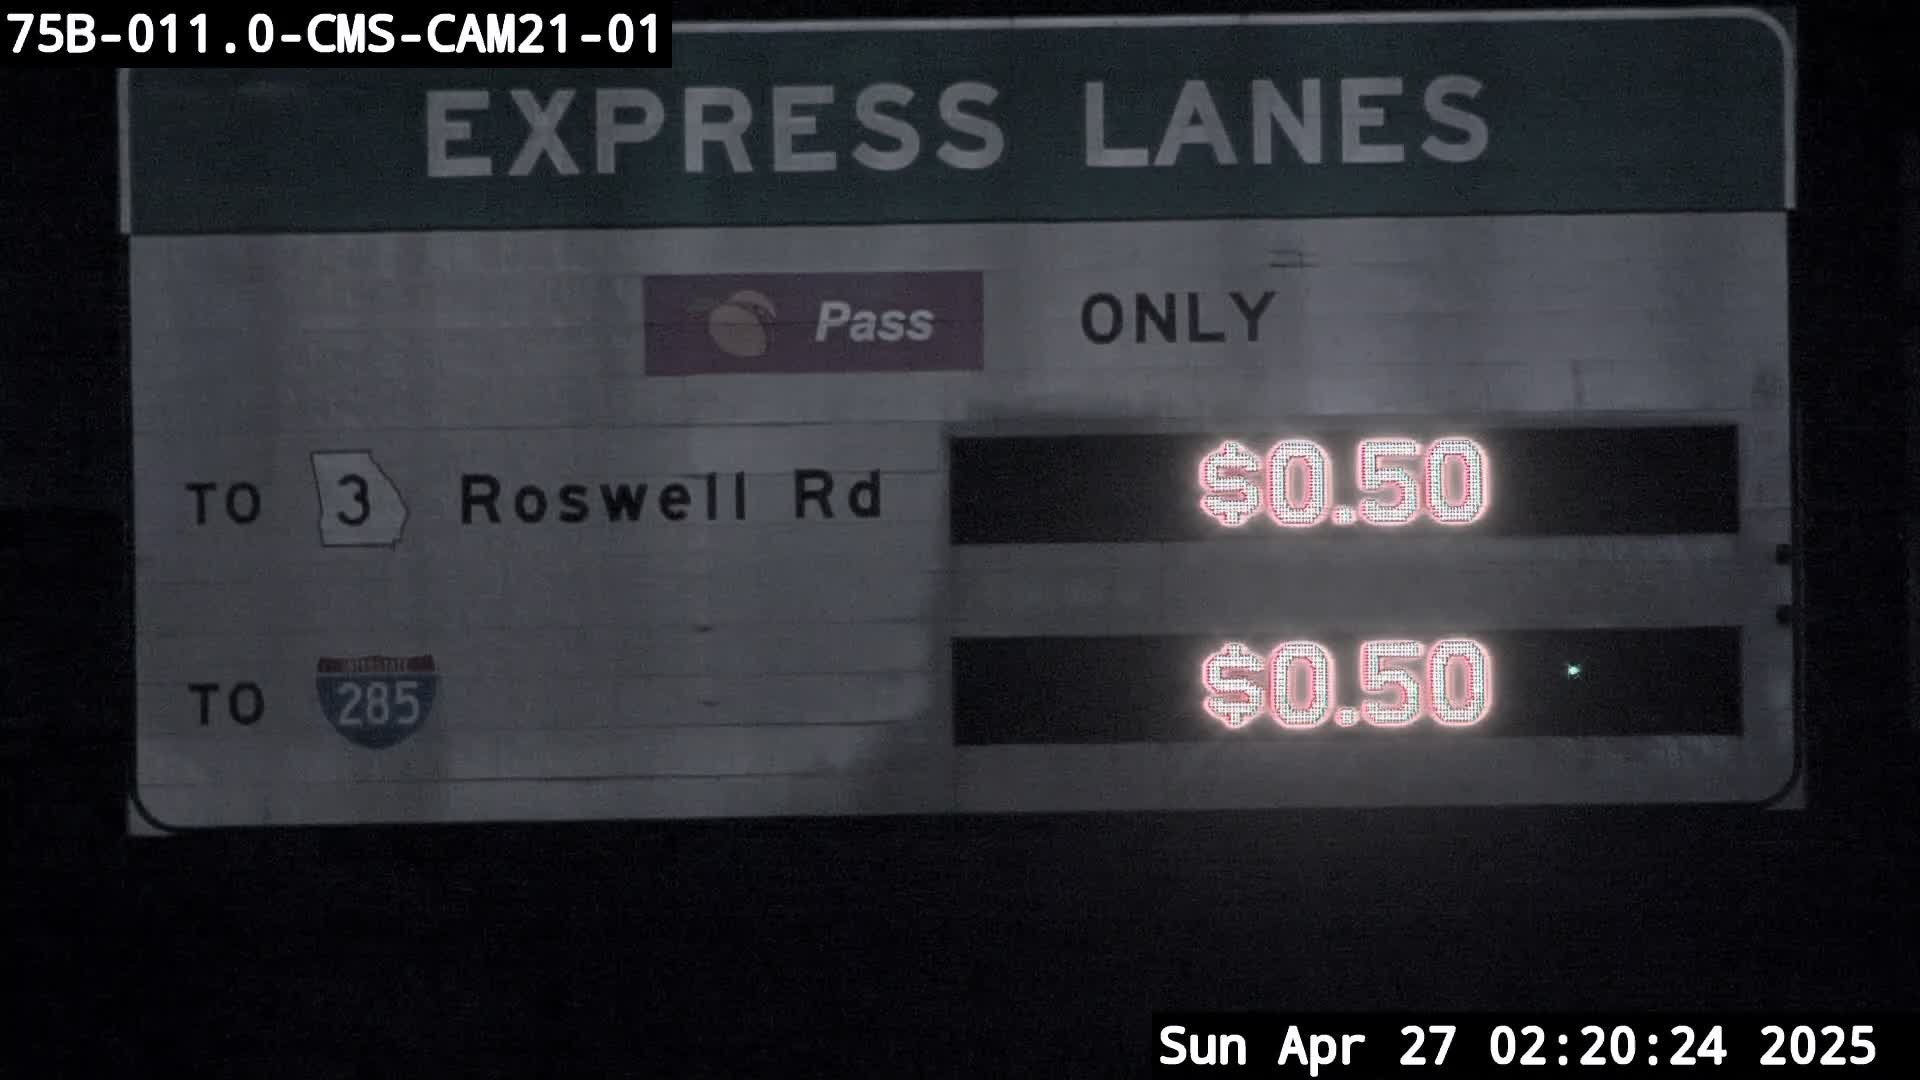 75B-011.0-CMS-CAM21-01
EXPRESS LANES
Pass ONLY
TO 3 Roswell Rd $0.50
INTERSTATE
TO 285 $0.50
Sun Apr 27 02:20:24 2025